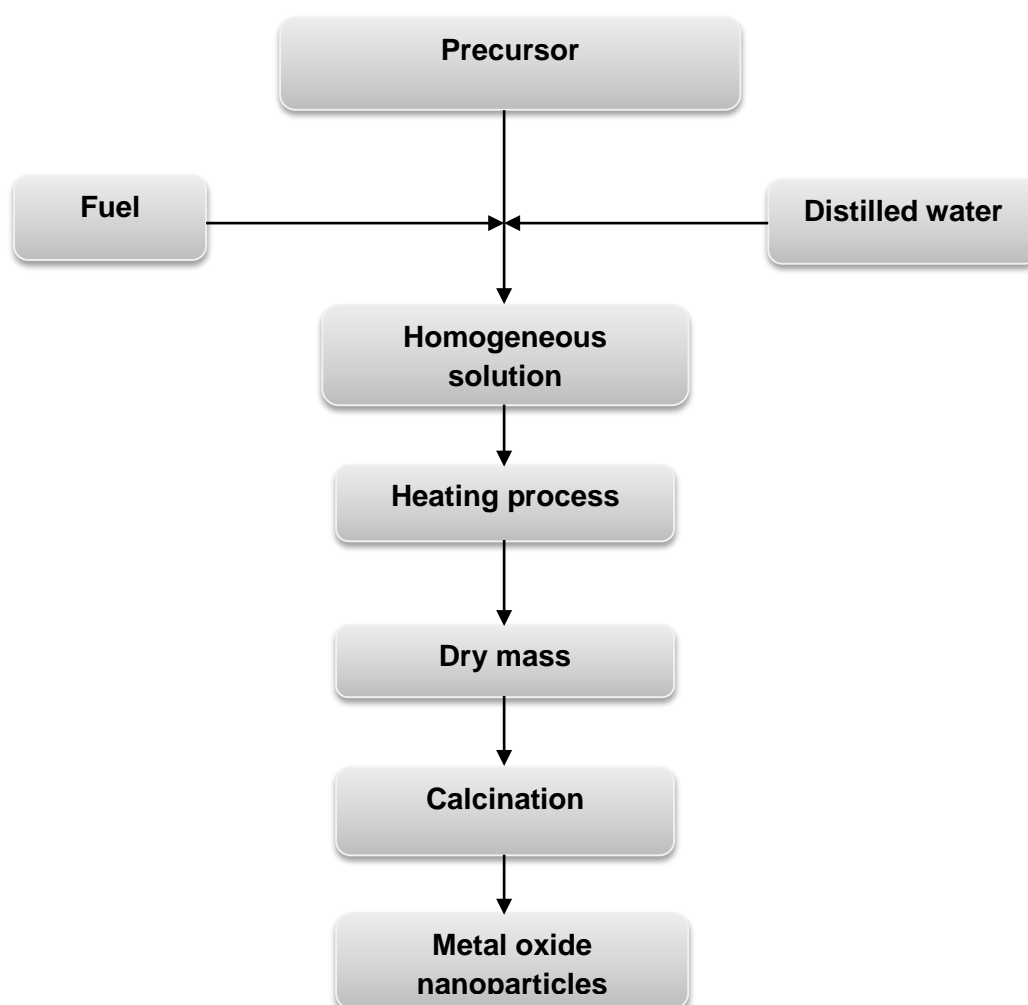 Precursor
Fuel
Distilled water
Homogeneous
solution
Heating process
Dry mass
Calcination
Metal oxide
nanoparticles